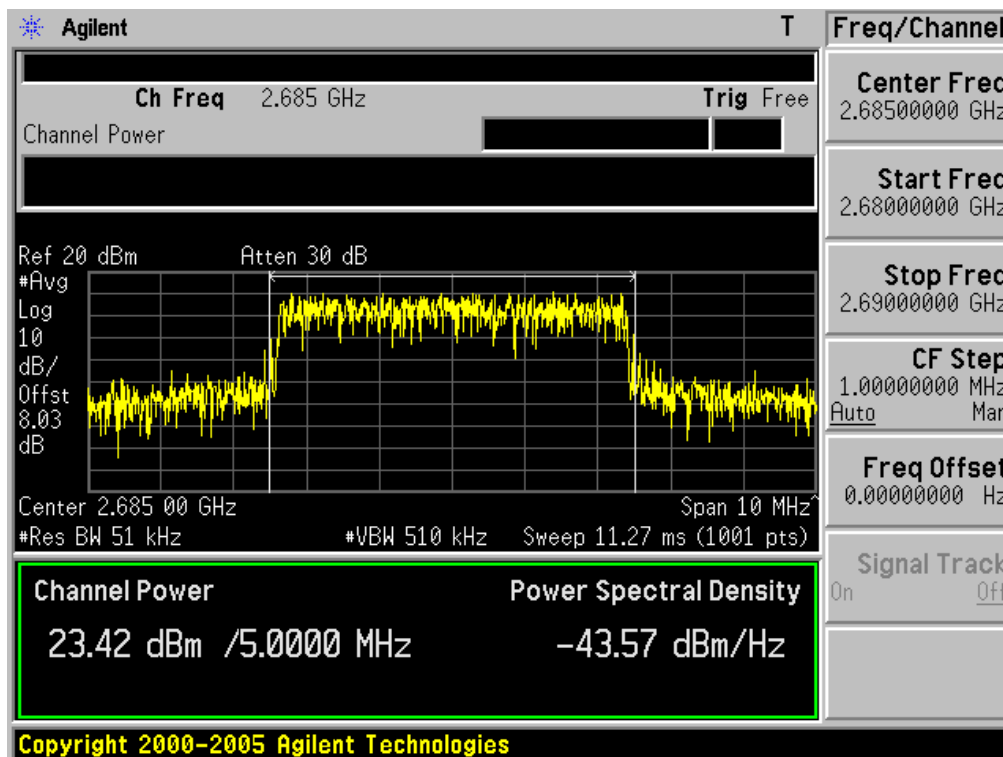 Agilent T
Freq/Channel
Ch Freq 2.685 GHz Trig Free
Channel Power
Center Freq
2.68500000 GHz
Start Freq
2.68000000 GHz
Stop Freq
2.69000000 GHz
CF Step
1.00000000 MHz
Auto Man
Freq Offset
0.00000000 Hz
Signal Track
On Off
Ref 20 dBm Atten 30 dB
#Avg
Log
10
dB/
Offst
8.03
dB
Center 2.685 00 GHz Span 10 MHz^
#Res BW 51 kHz #VBW 510 kHz Sweep 11.27 ms (1001 pts)
Channel Power Power Spectral Density
23.42 dBm /5.0000 MHz -43.57 dBm/Hz
Copyright 2000-2005 Agilent Technologies